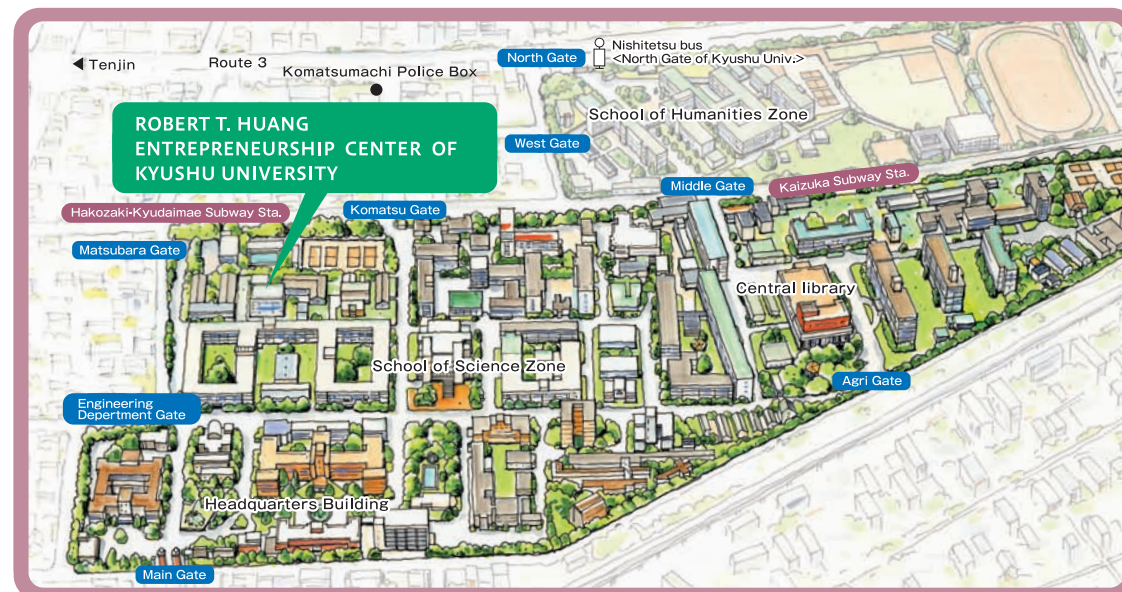 ◀ Tenjin
Route 3
Komatsumachi Police Box
North Gate
Nishitetsu bus
<North Gate of Kyushu Univ.>
School of Humanities Zone
ROBERT T. HUANG
ENTREPRENEURSHIP CENTER OF
KYUSHU UNIVERSITY
West Gate
Middle Gate
Kaizuka Subway Sta.
Hakozaki-Kyudaimae Subway Sta.
Komatsu Gate
Matsubara Gate
Central library
School of Science Zone
Agri Gate
Engineering
Depertment Gate
Headquarters Building
Main Gate